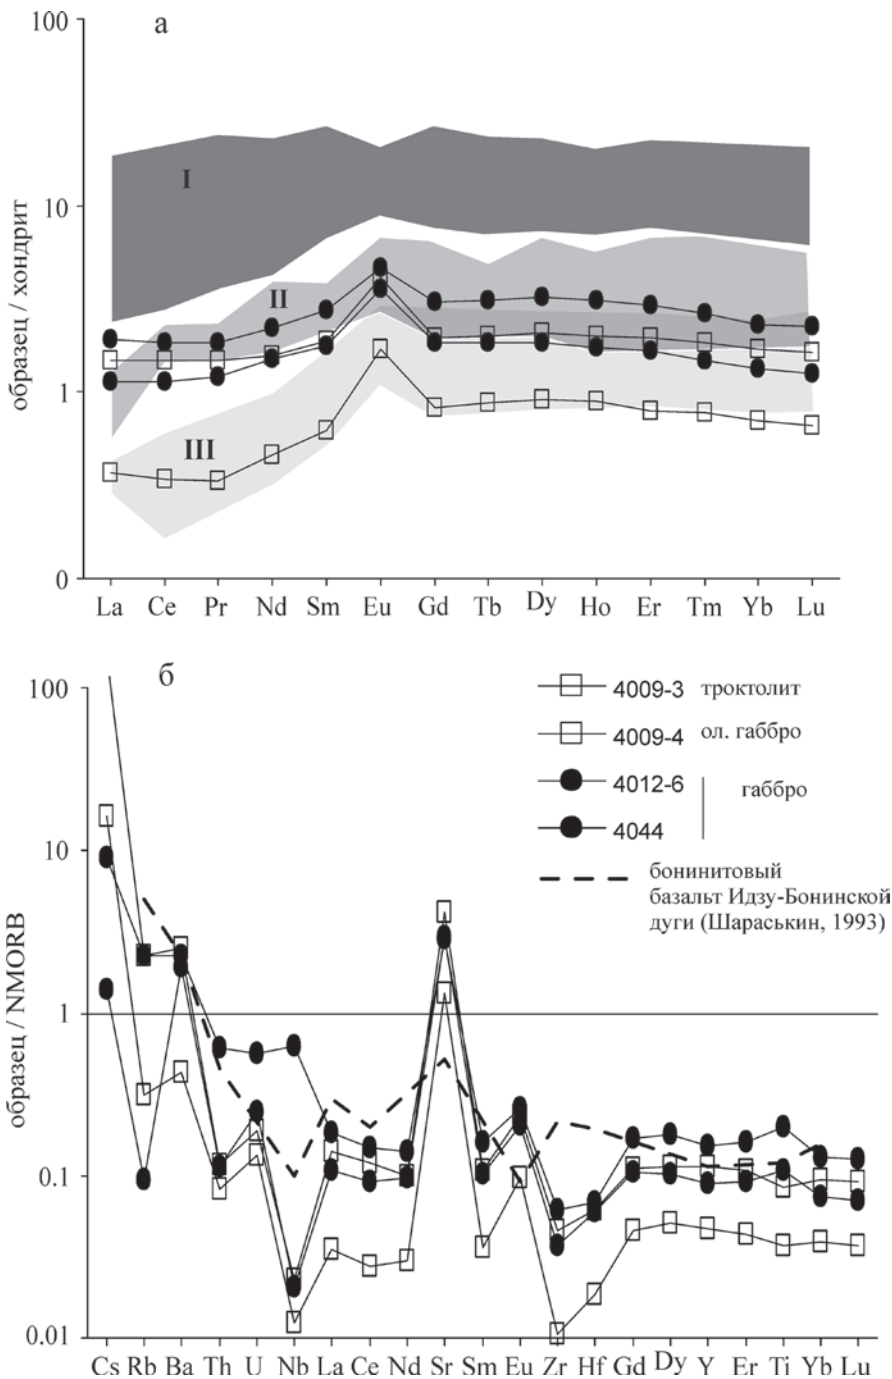 а
100
10
1
0
образец / хондрит
I
II
III
La Ce Pr Nd Sm Eu Gd Tb Dy Ho Er Tm Yb Lu
б
100
10
1
0.1
0.01
образец / NMORB
4009-3 троктолит
4009-4 ол. габбро
4012-6
габбро
4044
бонинитовый
базальт Идзу-Бонинской
дуги (Шараськин, 1993)
Cs Rb Ba Th U Nb La Ce Nd Sr Sm Eu Zr Hf Gd Dy Y Er Ti Yb Lu